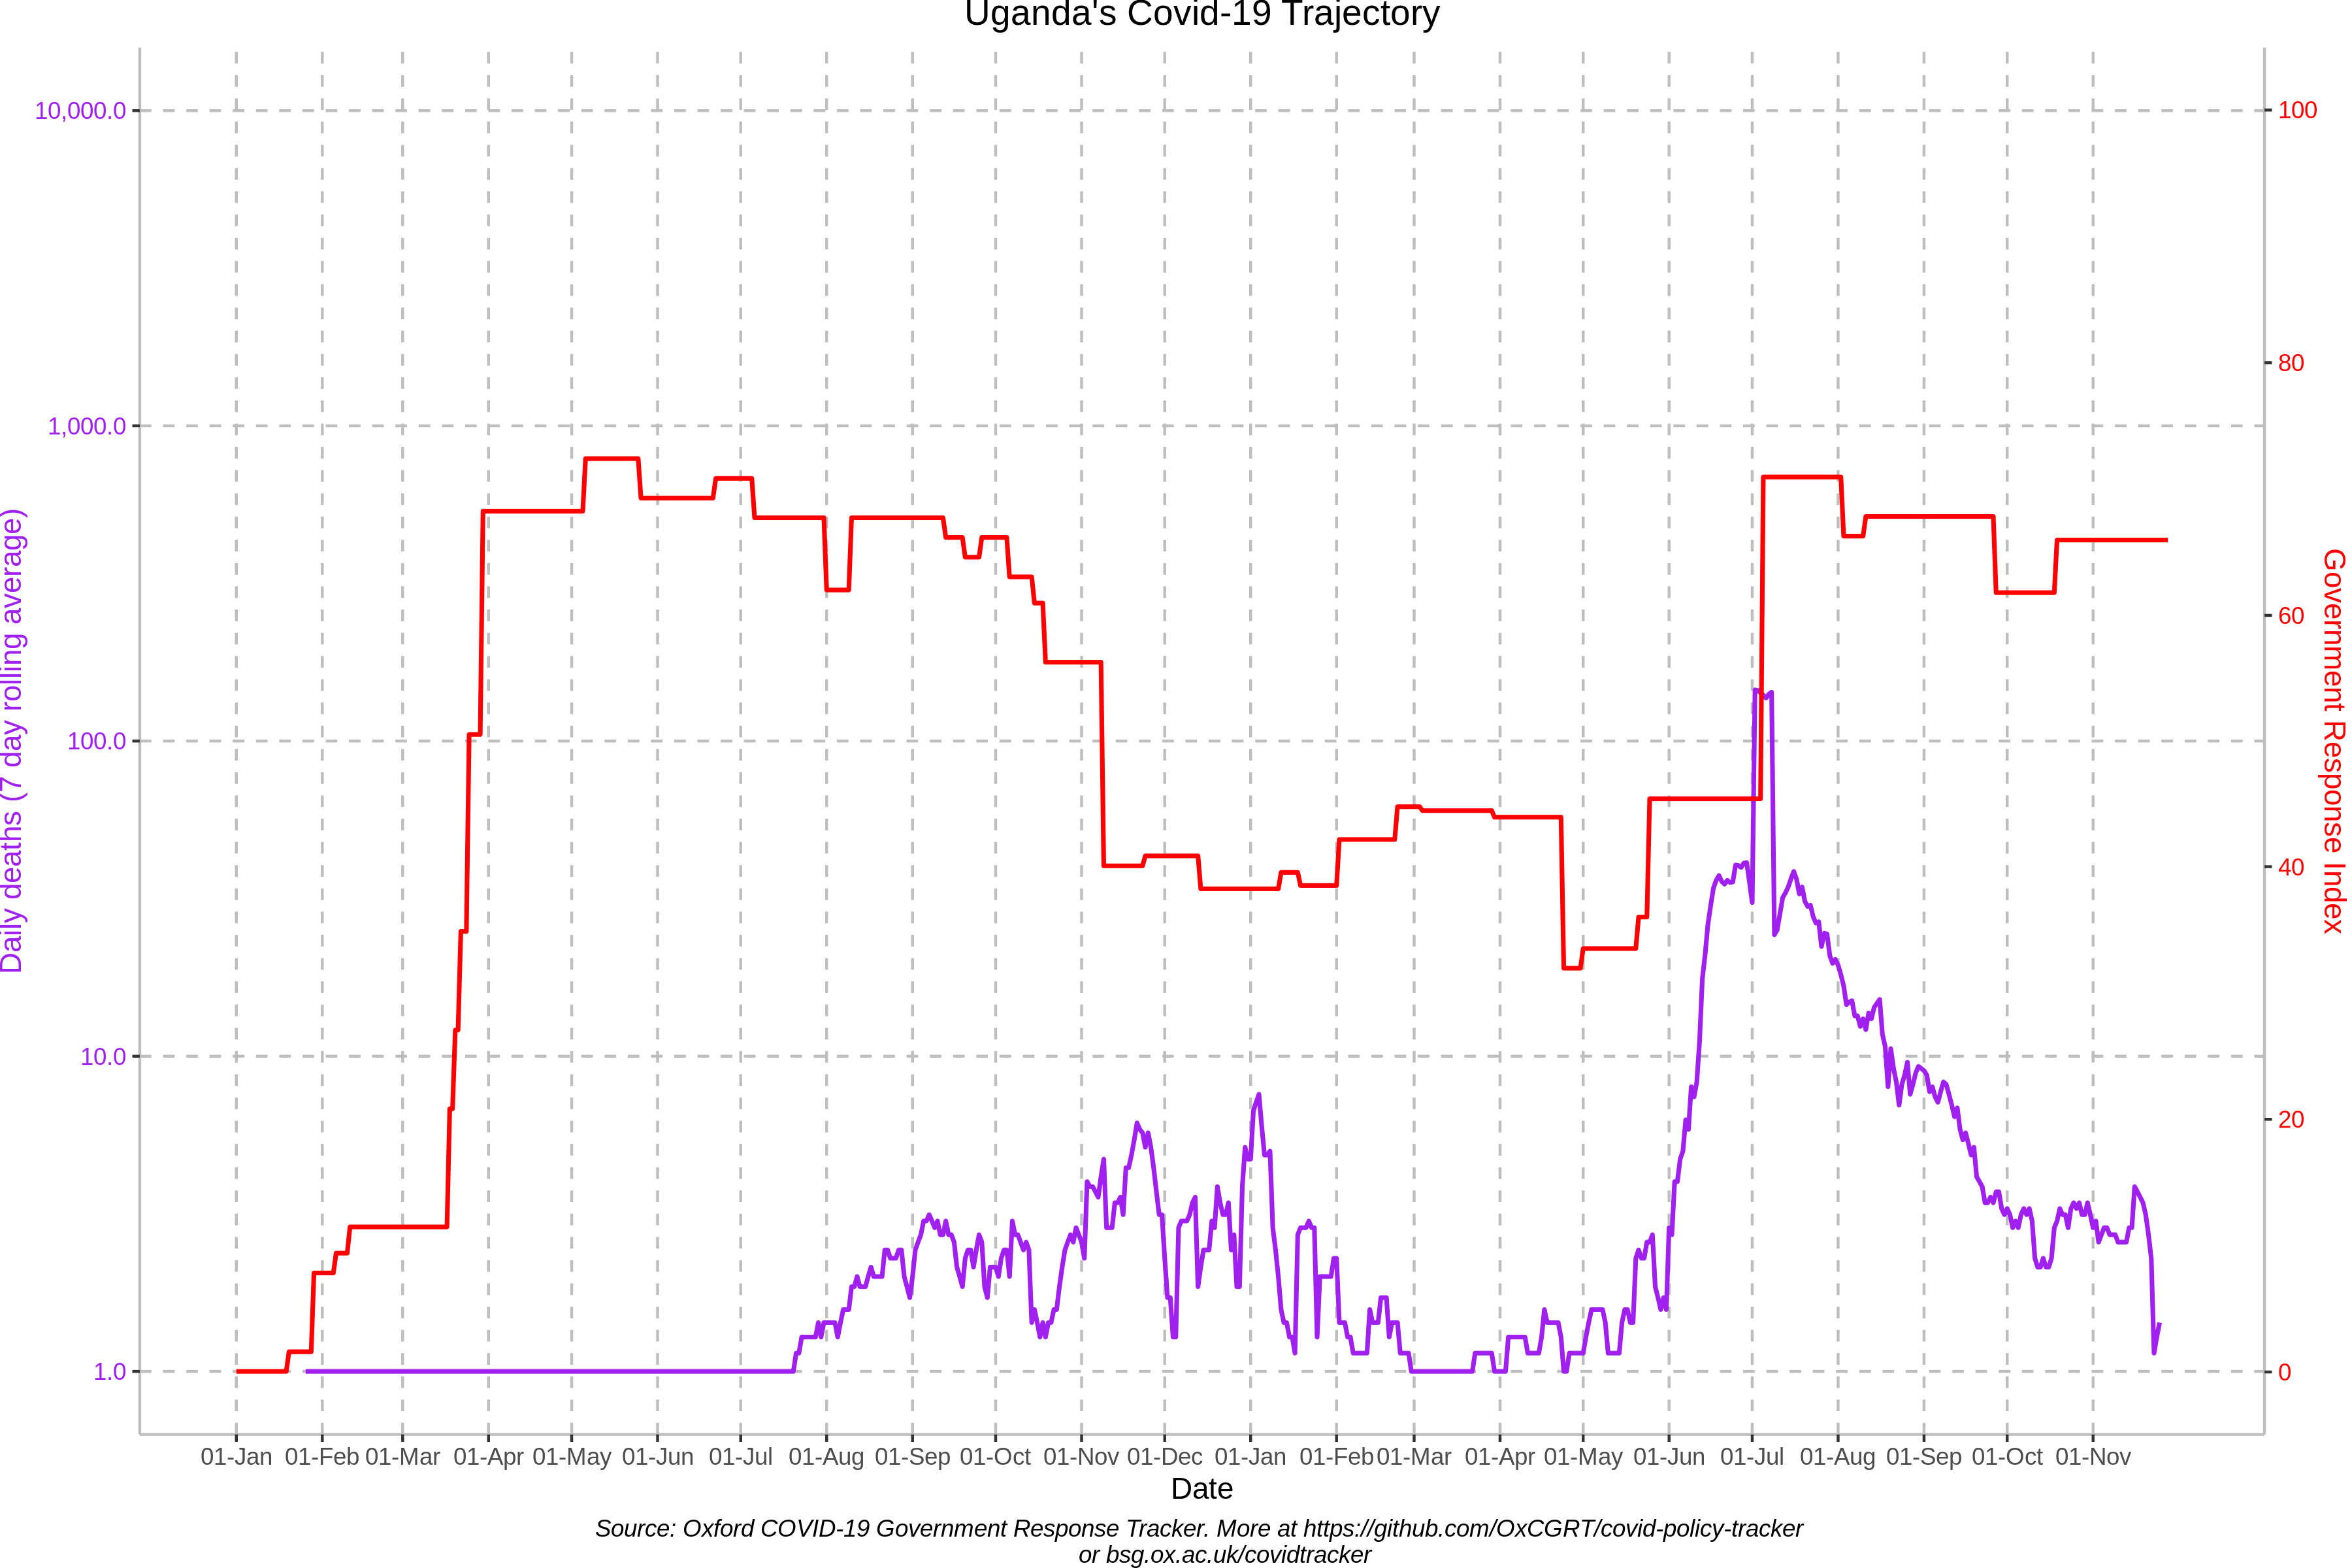 Uganda's Covid-19 Trajectory
10,000.0
1,000.0
100.0
10.0
1.0
Daily deaths (7 day rolling average)
100
80
60
40
20
0
Government Response Index
01-Jan 01-Feb 01-Mar 01-Apr 01-May 01-Jun 01-Jul 01-Aug 01-Sep 01-Oct 01-Nov 01-Dec 01-Jan 01-Feb 01-Mar 01-Apr 01-May 01-Jun 01-Jul 01-Aug 01-Sep 01-Oct 01-Nov
Date
Source: Oxford COVID-19 Government Response Tracker. More at https://github.com/OxCGRT/covid-policy-tracker
or bsg.ox.ac.uk/covidtracker